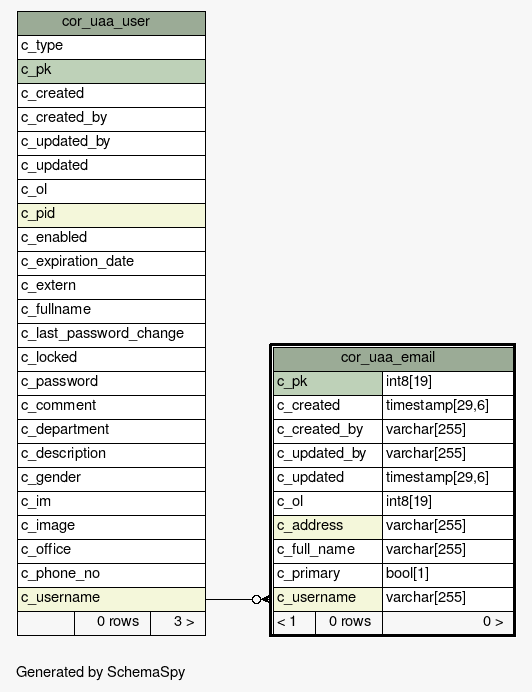 cor_uaa_user
c_type
c_pk
c_created
c_created_by
c_updated_by
c_updated
c_ol
c_pid
c_enabled
c_expiration_date
c_extern
c_fullname
c_last_password_change
c_locked
c_password
c_comment
c_department
c_description
c_gender
c_im
c_image
c_office
c_phone_no
c_username
0 rows 3 >
cor_uaa_email
c_pk int8[19]
c_created timestamp[29,6]
c_created_by varchar[255]
c_updated_by varchar[255]
c_updated timestamp[29,6]
c_ol int8[19]
c_address varchar[255]
c_full_name varchar[255]
c_primary bool[1]
c_username varchar[255]
< 1 0 rows 0 >
Generated by SchemaSpy